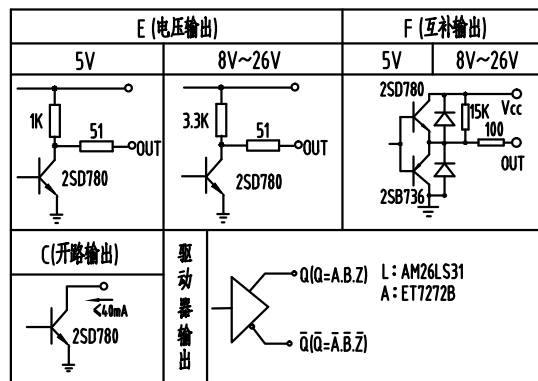 E (电压输出)
F (互补输出)
5V
8V~26V
5V
8V~26V
1K
51
OUT
2SD780
3.3K
51
OUT
2SD780
2SD780
Vcc
15K
100
OUT
2SB736
C(开路输出)
≤40mA
2SD780
驱动器输出
Q(Q=A.B.Z)
Q̄(Q̄=Ā.B̄.Z̄)
L:AM26LS31
A:ET7272B